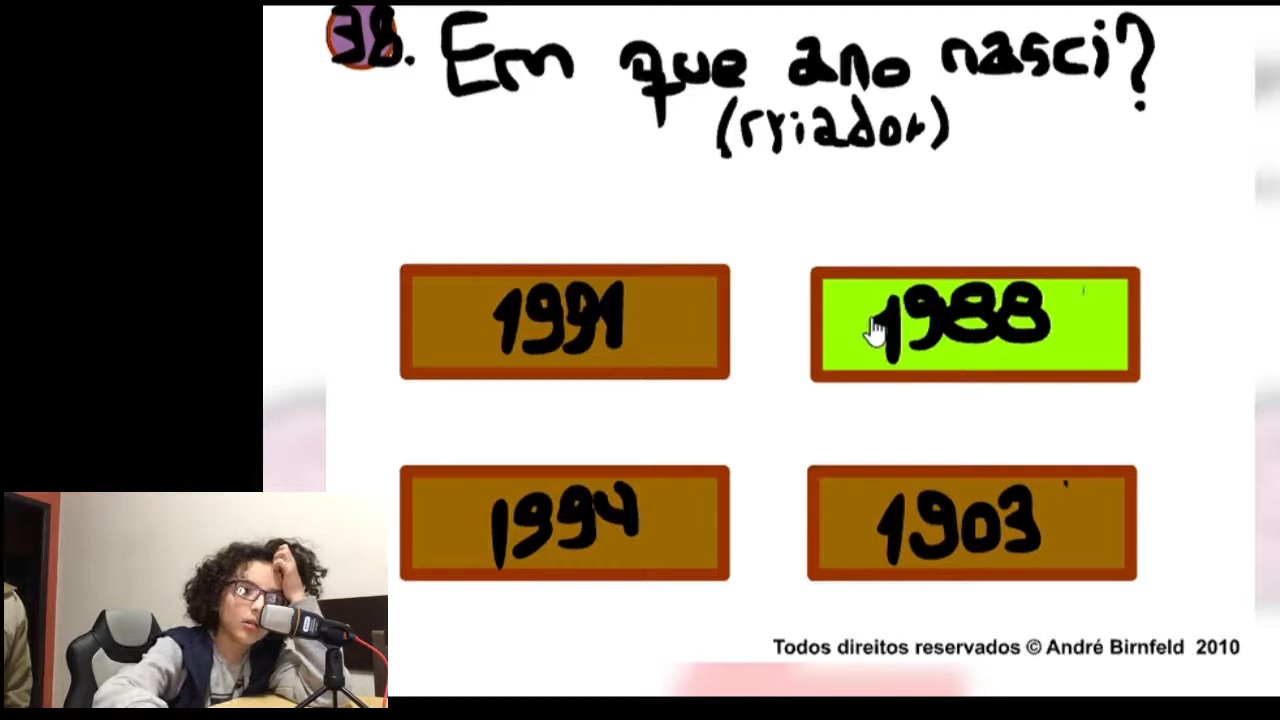 38. Em que ano nasci?
(criador)
1991
1988
1994
1903
Todos direitos reservados © André Birnfeld 2010